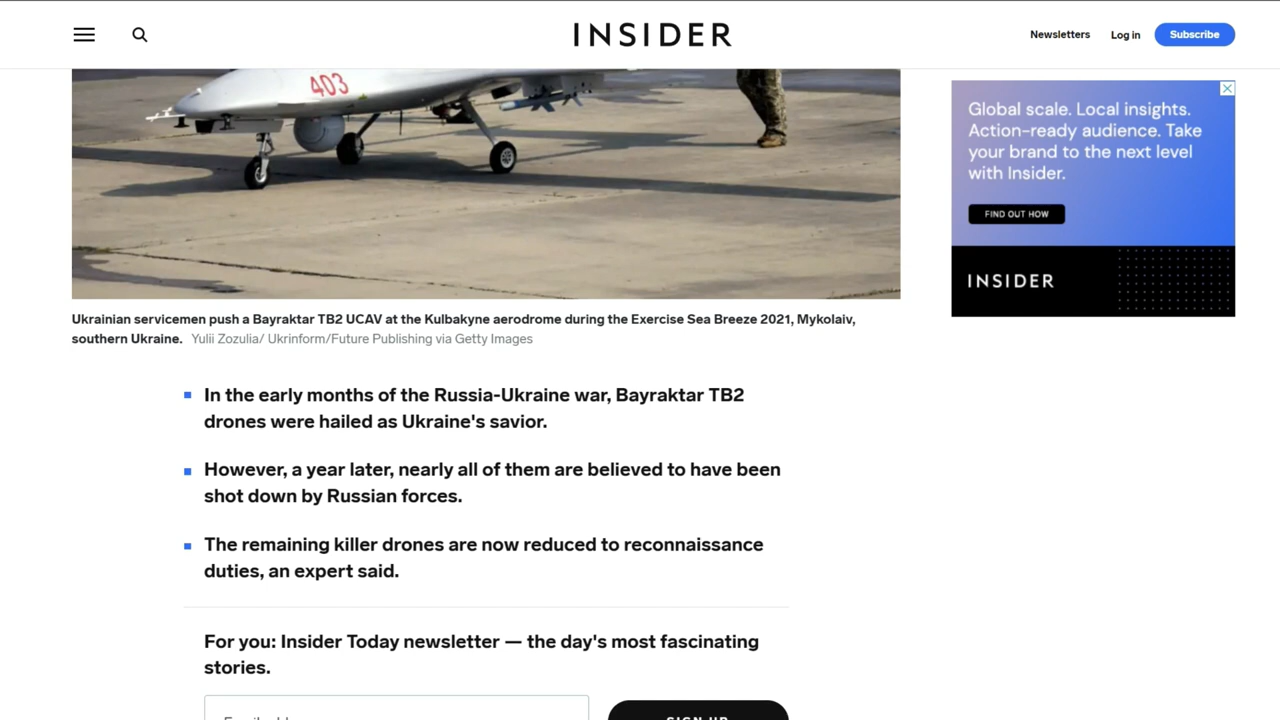 INSIDER
Newsletters
Log in
Subscribe
403
Global scale. Local insights.
Action-ready audience. Take
your brand to the next level
with Insider.
FIND OUT HOW
INSIDER
Ukrainian servicemen push a Bayraktar TB2 UCAV at the Kulbakyne aerodrome during the Exercise Sea Breeze 2021, Mykolaiv,
southern Ukraine. Yulii Zozulia/ Ukrinform/Future Publishing via Getty Images
In the early months of the Russia-Ukraine war, Bayraktar TB2
drones were hailed as Ukraine's savior.
However, a year later, nearly all of them are believed to have been
shot down by Russian forces.
The remaining killer drones are now reduced to reconnaissance
duties, an expert said.
For you: Insider Today newsletter — the day's most fascinating
stories.
SIGN UP